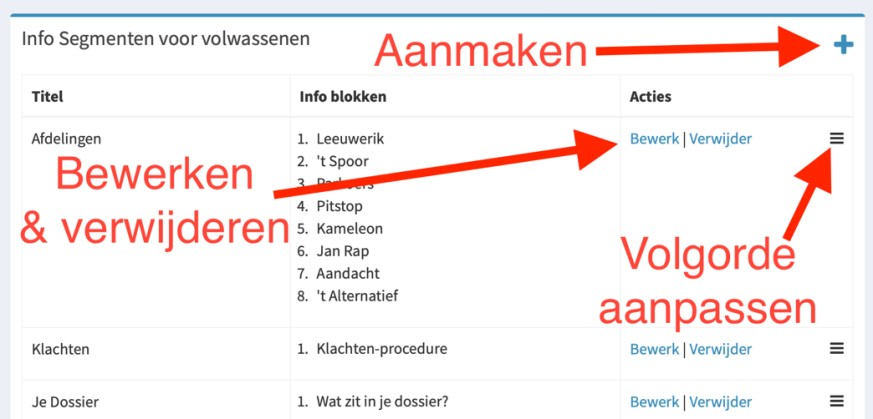 Info Segmenten voor volwassenen
Aanmaken
Titel
Info blokken
Acties
Afdelingen
1. Leeuwerik
2. 't Spoor
3.
4. Pitstop
5. Kameleon
6. Jan Rap
7. Aandacht
8. 't Alternatief
Bewerk | Verwijder
Bewerken
& verwijderen
Volgorde
aanpassen
Klachten
1. Klachten-procedure
Bewerk | Verwijder
Je Dossier
1. Wat zit in je dossier?
Bewerk | Verwijder